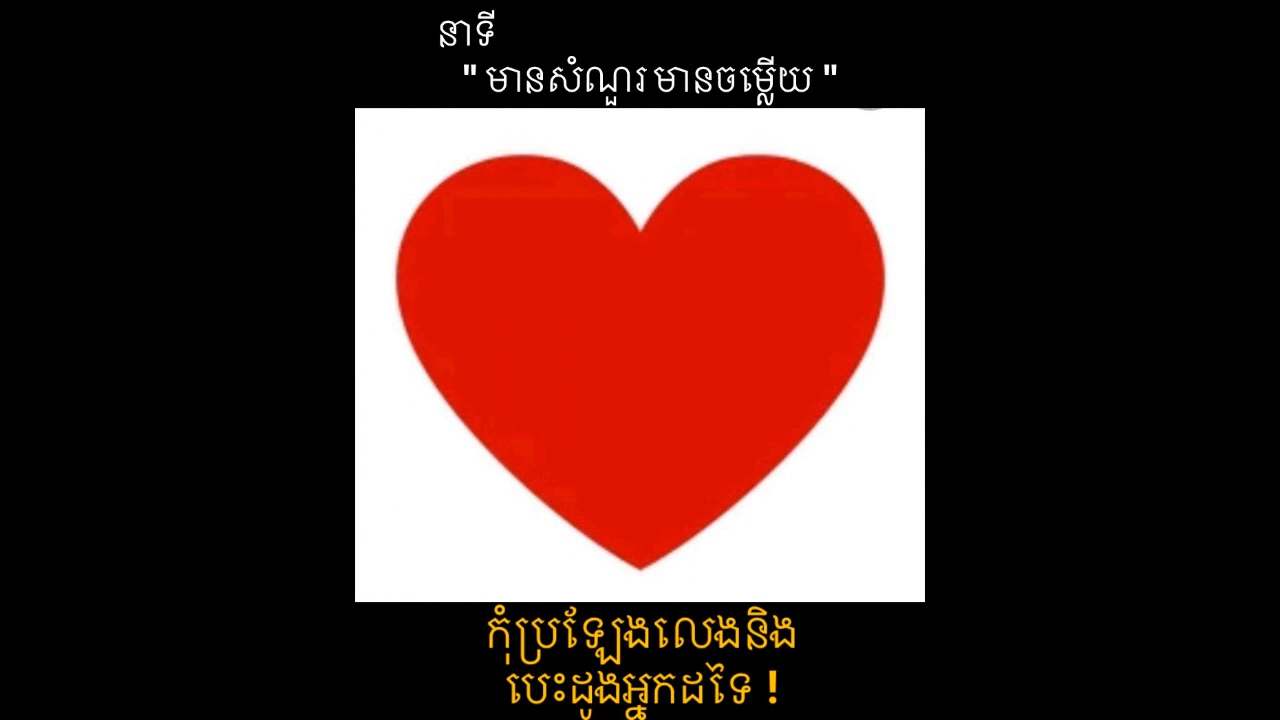 នាទី
" មានសំណួរ មានចម្លើយ "
កុំប្រឡែងលេងនិង
បេះដូងអ្នកដទៃ !